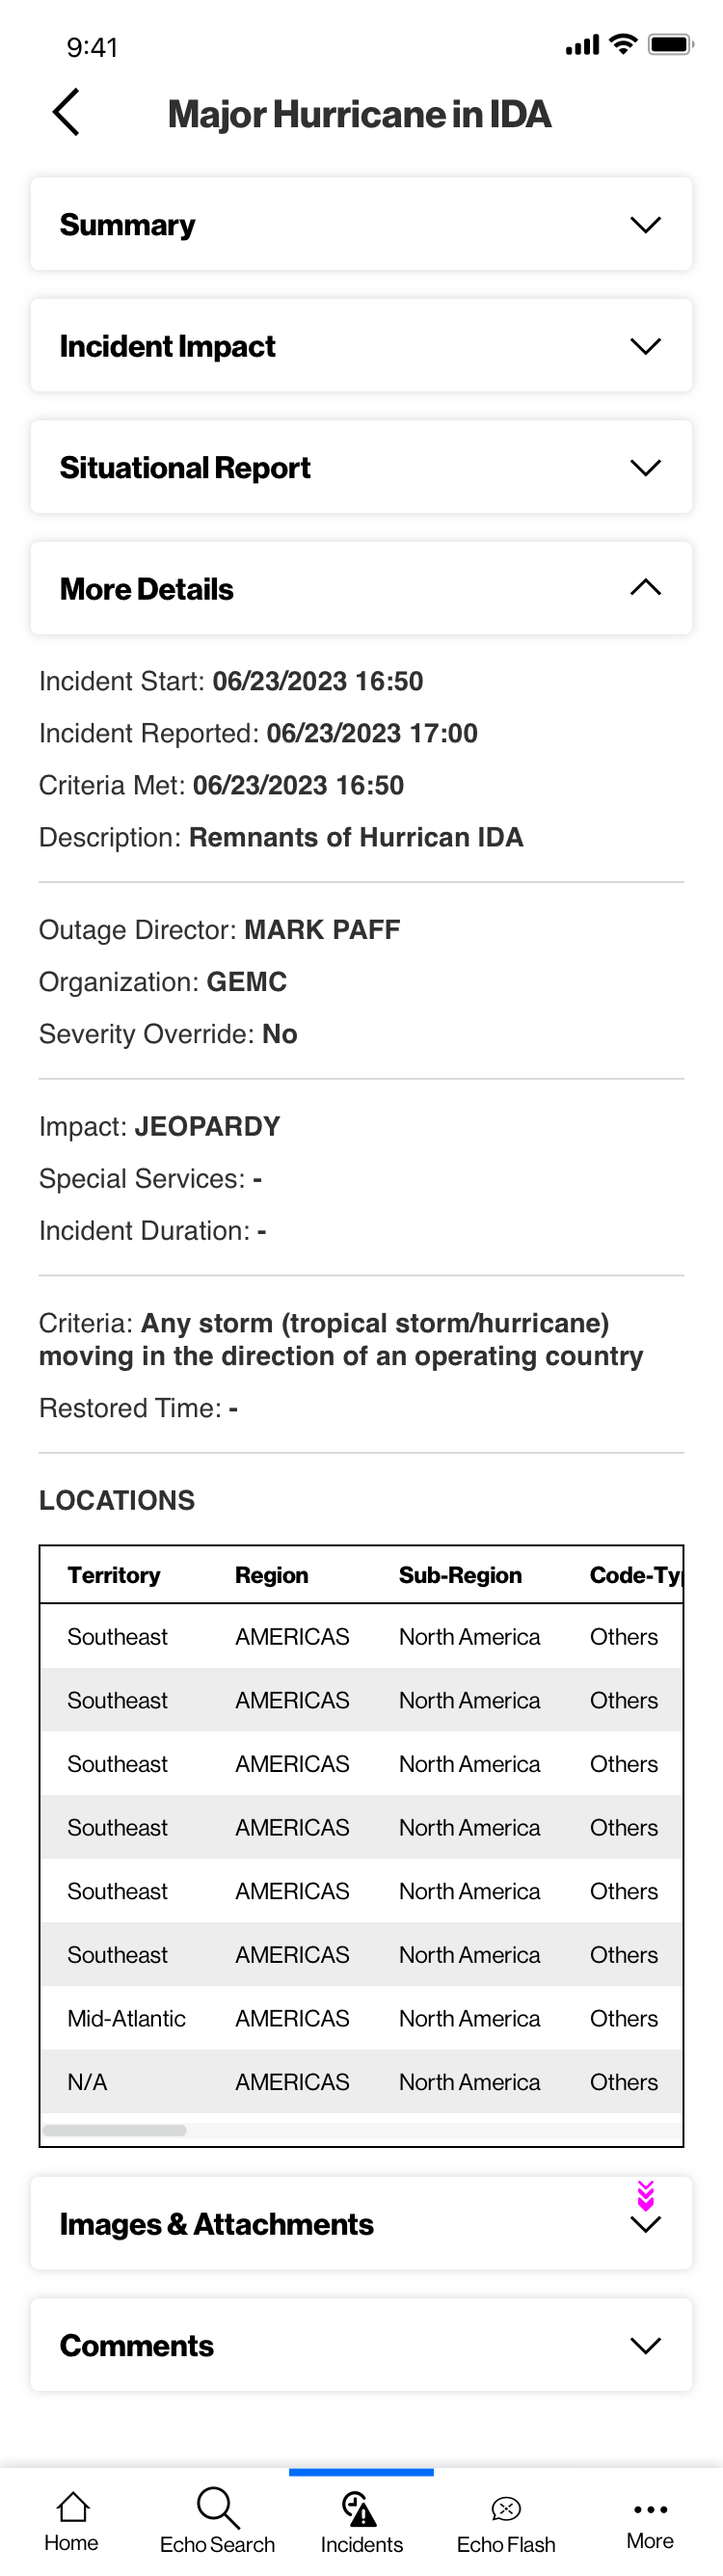 9:41
Major Hurricane in IDA
Summary
Incident Impact
Situational Report
More Details
Incident Start: 06/23/2023 16:50
Incident Reported: 06/23/2023 17:00
Criteria Met: 06/23/2023 16:50
Description: Remnants of Hurrican IDA
Outage Director: MARK PAFF
Organization: GEMC
Severity Override: No
Impact: JEOPARDY
Special Services: -
Incident Duration: -
Criteria: Any storm (tropical storm/hurricane)
moving in the direction of an operating country
Restored Time: -
LOCATIONS
Territory Region Sub-Region Code-Ty
Southeast AMERICAS North America Others
Southeast AMERICAS North America Others
Southeast AMERICAS North America Others
Southeast AMERICAS North America Others
Southeast AMERICAS North America Others
Southeast AMERICAS North America Others
Mid-Atlantic AMERICAS North America Others
N/A AMERICAS North America Others
Images & Attachments
Comments
Home Echo Search Incidents Echo Flash More